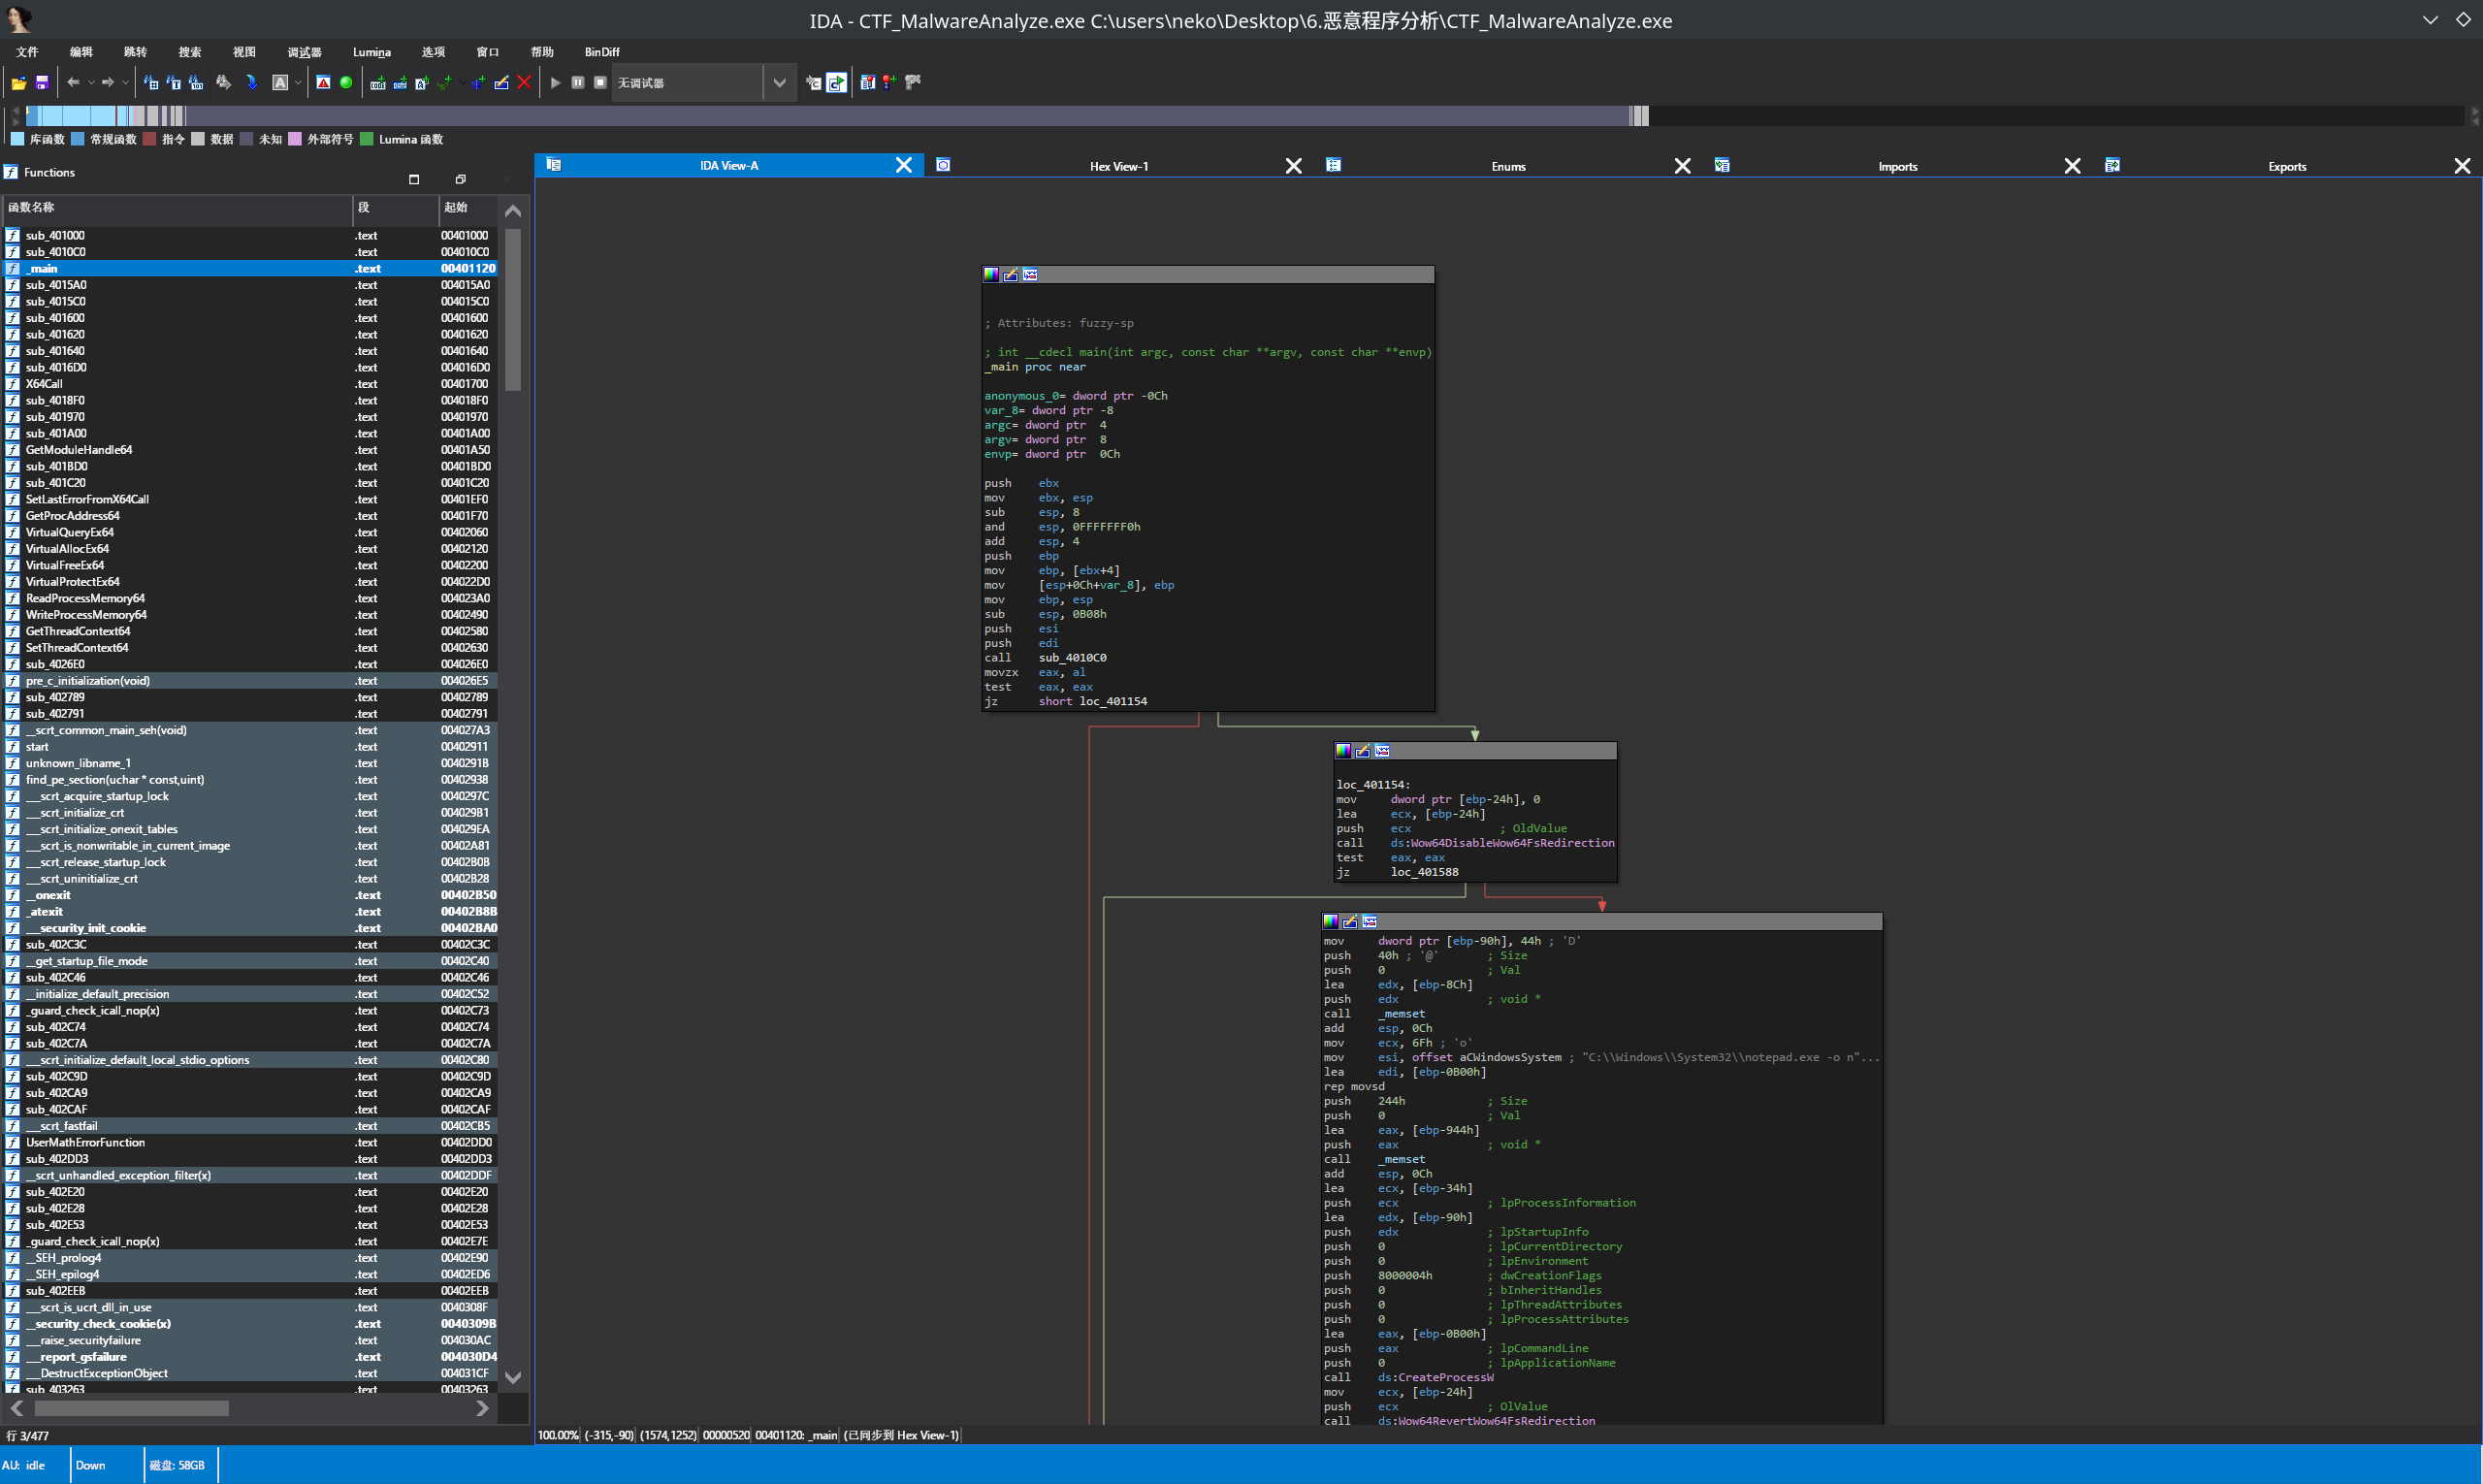 IDA - CTF_MalwareAnalyze.exe C:\users\neko\Desktop\6.恶意程序分析\CTF_MalwareAnalyze.exe
文件 编辑 跳转 搜索 视图 调试器 Lumina 选项 窗口 帮助 BinDiff
无调试器
库函数 常规函数 指令 数据 未知 外部符号 Lumina 函数
Functions
函数名称 段 起始
sub_401000 .text 00401000
sub_4010C0 .text 004010C0
_main .text 00401120
sub_4015A0 .text 004015A0
sub_4015C0 .text 004015C0
sub_401600 .text 00401600
sub_401620 .text 00401620
sub_401640 .text 00401640
sub_4016D0 .text 004016D0
X64Call .text 00401700
sub_4018F0 .text 004018F0
sub_401970 .text 00401970
sub_401A00 .text 00401A00
GetModuleHandle64 .text 00401A50
sub_401BD0 .text 00401BD0
sub_401C20 .text 00401C20
SetLastErrorFromX64Call .text 00401EF0
GetProcAddress64 .text 00401F70
VirtualQueryEx64 .text 00402060
VirtualAllocEx64 .text 00402120
VirtualFreeEx64 .text 00402200
VirtualProtectEx64 .text 004022D0
ReadProcessMemory64 .text 004023A0
WriteProcessMemory64 .text 00402490
GetThreadContext64 .text 00402580
SetThreadContext64 .text 00402630
sub_4026E0 .text 004026E0
pre_c_initialization(void) .text 004026E5
sub_402789 .text 00402789
sub_402791 .text 00402791
__scrt_common_main_seh(void) .text 004027A3
start .text 00402911
unknown_libname_1 .text 0040291B
find_pe_section(uchar * const,uint) .text 00402938
___scrt_acquire_startup_lock .text 0040297C
___scrt_initialize_crt .text 004029B1
___scrt_initialize_onexit_tables .text 004029EA
___scrt_is_nonwritable_in_current_image .text 00402A81
___scrt_release_startup_lock .text 00402B0B
___scrt_uninitialize_crt .text 00402B28
__onexit .text 00402B50
_atexit .text 00402B8B
___security_init_cookie .text 00402BA0
sub_402C3C .text 00402C3C
__get_startup_file_mode .text 00402C40
sub_402C46 .text 00402C46
__initialize_default_precision .text 00402C52
_guard_check_icall_nop(x) .text 00402C73
sub_402C74 .text 00402C74
sub_402C7A .text 00402C7A
___scrt_initialize_default_local_stdio_options .text 00402C80
sub_402C9D .text 00402C9D
sub_402CA9 .text 00402CA9
sub_402CAF .text 00402CAF
___scrt_fastfail .text 00402CB5
UserMathErrorFunction .text 00402DD0
sub_402DD3 .text 00402DD3
__scrt_unhandled_exception_filter(x) .text 00402DDF
sub_402E20 .text 00402E20
sub_402E28 .text 00402E28
sub_402E53 .text 00402E53
_guard_check_icall_nop(x) .text 00402E7E
__SEH_prolog4 .text 00402E90
__SEH_epilog4 .text 00402ED6
sub_402EEB .text 00402EEB
___scrt_is_ucrt_dll_in_use .text 0040308F
__security_check_cookie(x) .text 0040309B
___raise_securityfailure .text 004030AC
___report_gsfailure .text 004030D4
___DestructExceptionObject .text 004031CF
sub_403263 .text 00403263
行 3/477
IDA View-A Hex View-1 Enums Imports Exports
; Attributes: fuzzy-sp
; int __cdecl main(int argc, const char **argv, const char **envp)
_main proc near
anonymous_0= dword ptr -0Ch
var_8= dword ptr -8
argc= dword ptr  4
argv= dword ptr  8
envp= dword ptr  0Ch
push ebx
mov ebx, esp
sub esp, 8
and esp, 0FFFFFFF0h
add esp, 4
push ebp
mov ebp, [ebx+4]
mov [esp+0Ch+var_8], ebp
mov ebp, esp
sub esp, 0B08h
push esi
push edi
call sub_4010C0
movzx eax, al
test eax, eax
jz short loc_401154
loc_401154:
mov dword ptr [ebp-24h], 0
lea ecx, [ebp-24h]
push ecx ; OldValue
call ds:Wow64DisableWow64FsRedirection
test eax, eax
jz loc_401588
mov dword ptr [ebp-90h], 44h ; 'D'
push 40h ; '@' ; Size
push 0 ; Val
lea edx, [ebp-8Ch]
push edx ; void *
call _memset
add esp, 0Ch
mov ecx, 6Fh ; 'o'
mov esi, offset aCWindowsSystem ; "C:\\Windows\\System32\\notepad.exe -o n"...
lea edi, [ebp-0B00h]
rep movsd
push 244h ; Size
push 0 ; Val
lea eax, [ebp-944h]
push eax ; void *
call _memset
add esp, 0Ch
lea ecx, [ebp-34h]
push ecx ; lpProcessInformation
lea edx, [ebp-90h]
push edx ; lpStartupInfo
push 0 ; lpCurrentDirectory
push 0 ; lpEnvironment
push 8000004h ; dwCreationFlags
push 0 ; bInheritHandles
push 0 ; lpThreadAttributes
push 0 ; lpProcessAttributes
lea eax, [ebp-0B00h]
push eax ; lpCommandLine
push 0 ; lpApplicationName
call ds:CreateProcessW
mov ecx, [ebp-24h]
push ecx ; OlValue
call ds:Wow64RevertWow64FsRedirection
100.00% (-315,-90) (1574,1252) 00000520 00401120: _main (已同步到 Hex View-1)
AU: idle Down 磁盘: 58GB